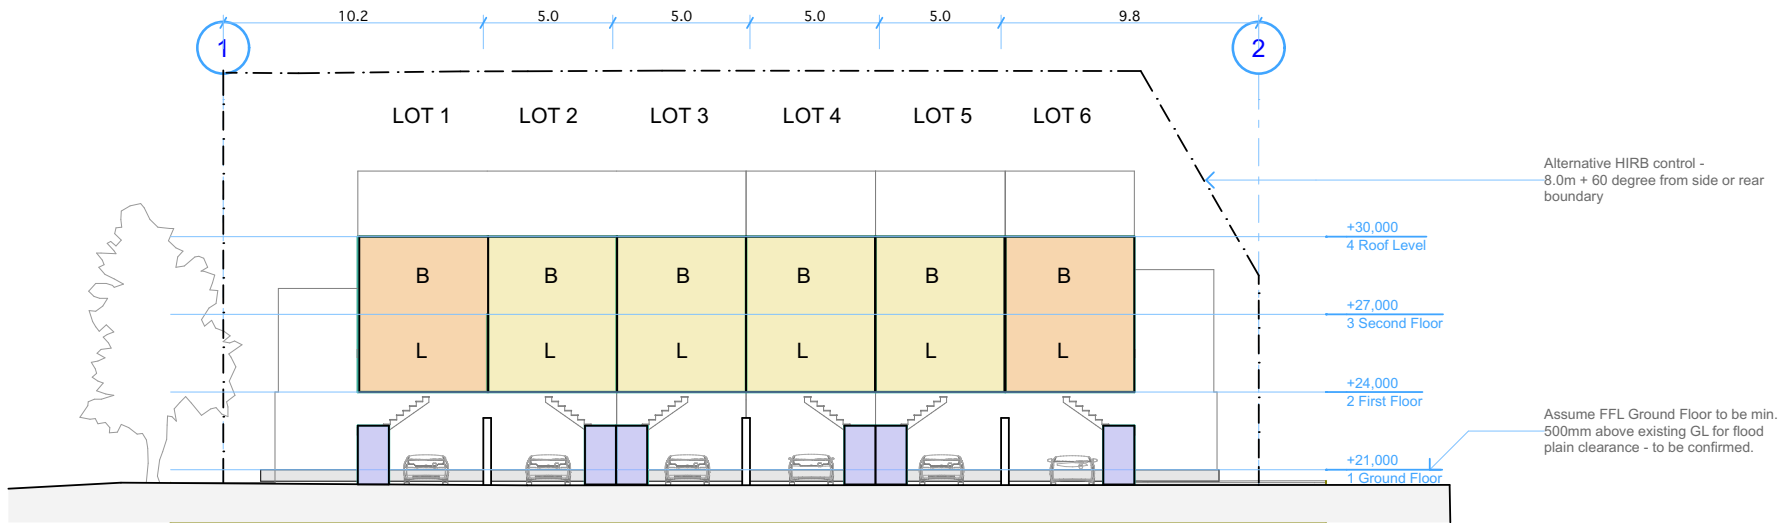 10.2 5.0 5.0 5.0 5.0 9.8
1 2
LOT 1 LOT 2 LOT 3 LOT 4 LOT 5 LOT 6
Alternative HIRB control -
8.0m + 60 degree from side or rear
boundary
+30,000
4 Roof Level
B B B B B B
+27,000
3 Second Floor
L L L L L L
+24,000
2 First Floor
Assume FFL Ground Floor to be min.
500mm above existing GL for flood
plain clearance - to be confirmed.
+21,000
1 Ground Floor